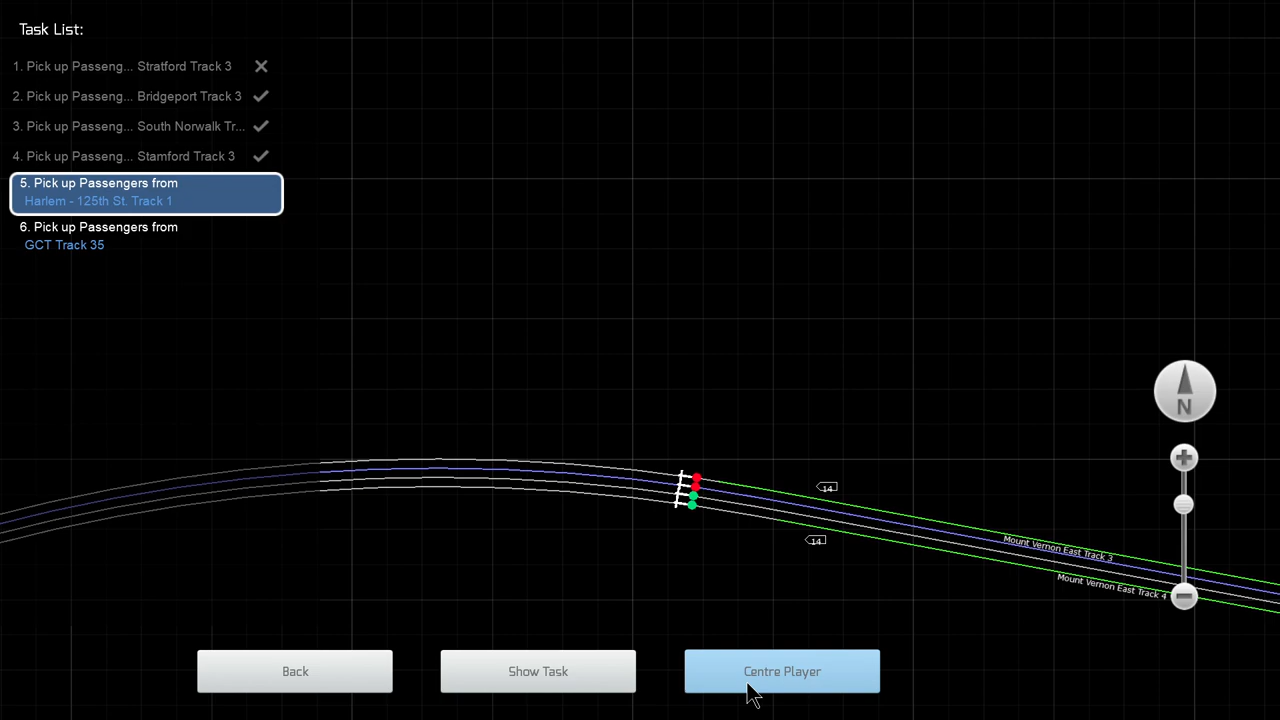 Task List:
1. Pick up Passeng... Stratford Track 3
2. Pick up Passeng... Bridgeport Track 3
3. Pick up Passeng... South Norwalk Tr...
4. Pick up Passeng... Stamford Track 3
5. Pick up Passengers from
Harlem - 125th St. Track 1
6. Pick up Passengers from
GCT Track 35
N
14
14
Mount Vernon East Track 3
Mount Vernon East Track 4
Back
Show Task
Centre Player